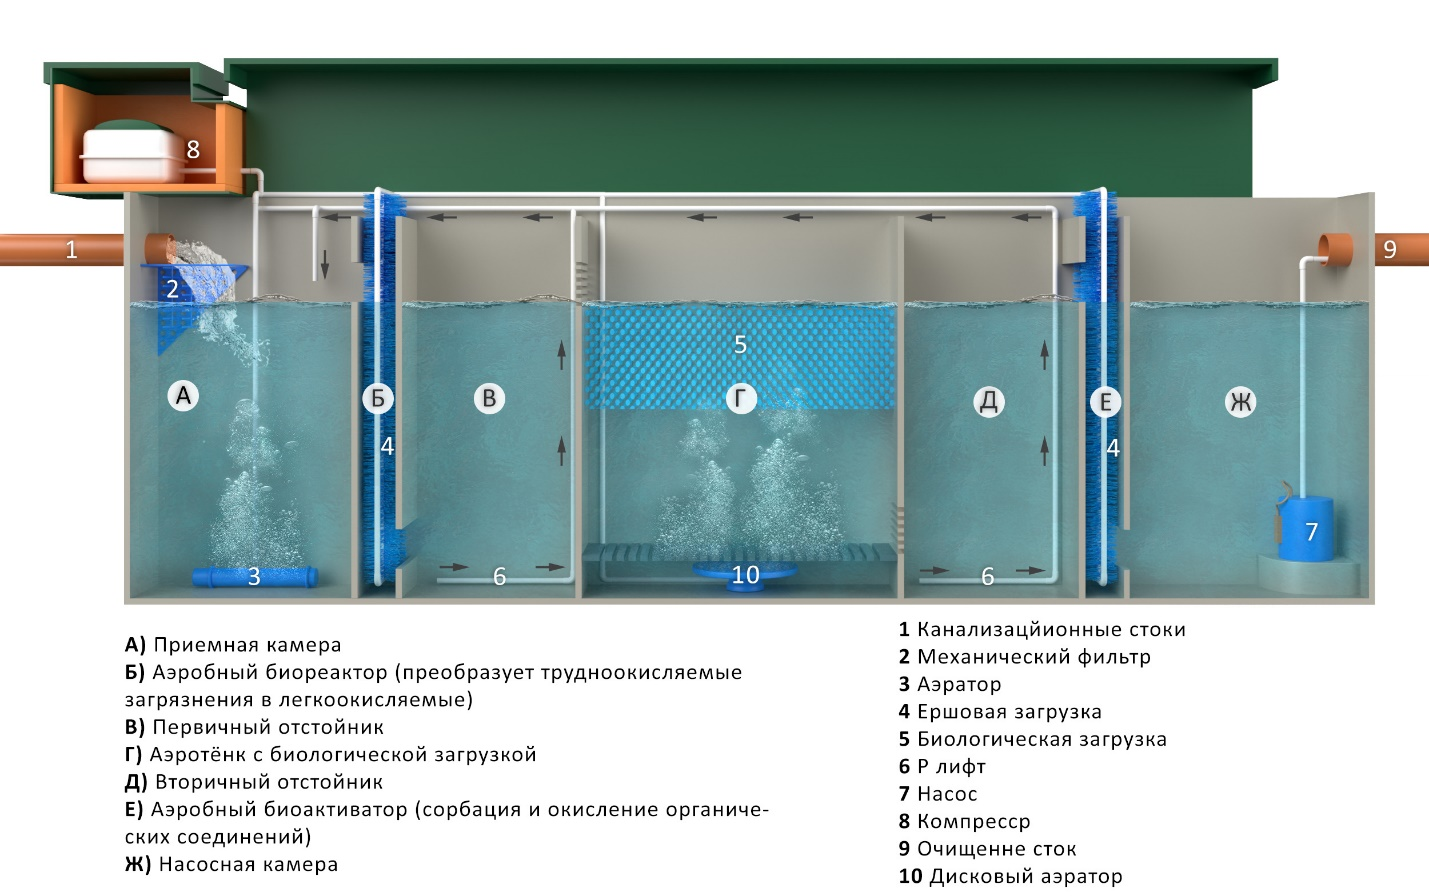 8
1
9
2
5
А
Б
В
Г
Д
Е
Ж
4
4
7
3
6
10
6
А) Приемная камера
Б) Аэробный биореактор (преобразует трудноокисляемые
загрязнения в легкоокисляемые)
В) Первичный отстойник
Г) Аэротёнк с биологической загрузкой
Д) Вторичный отстойник
Е) Аэробный биоактиватор (сорбация и окисление органиче-
ских соединений)
Ж) Насосная камера
1 Канализацйионные стоки
2 Механический фильтр
3 Аэратор
4 Ершовая загрузка
5 Биологическая загрузка
6 Р лифт
7 Насос
8 Компресср
9 Очищенне сток
10 Дисковый аэратор